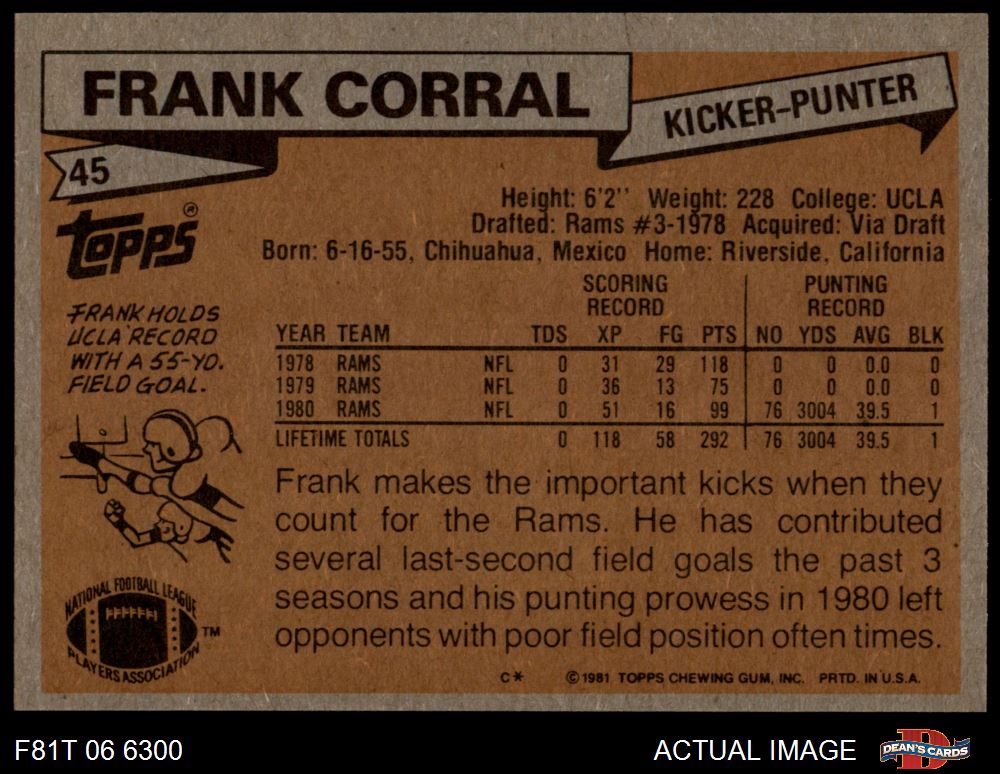 FRANK CORRAL
KICKER-PUNTER
45
TOPPS®
Height: 6'2'' Weight: 228 College: UCLA
Drafted: Rams #3-1978 Acquired: Via Draft
Born: 6-16-55, Chihuahua, Mexico Home: Riverside, California
FRANK HOLDS
UCLA RECORD
WITH A 55-YD.
FIELD GOAL.
SCORING RECORD PUNTING RECORD
YEAR TEAM TDS XP FG PTS NO YDS AVG BLK
1978 RAMS NFL 0 31 29 118 0 0 0.0 0
1979 RAMS NFL 0 36 13 75 0 0 0.0 0
1980 RAMS NFL 0 51 16 99 76 3004 39.5 1
LIFETIME TOTALS 0 118 58 292 76 3004 39.5 1
Frank makes the important kicks when they
count for the Rams. He has contributed
several last-second field goals the past 3
seasons and his punting prowess in 1980 left
opponents with poor field position often times.
NATIONAL FOOTBALL LEAGUE
PLAYERS ASSOCIATION
TM
C* ©1981 TOPPS CHEWING GUM, INC. PRTD. IN U.S.A.
F81T 06 6300
ACTUAL IMAGE
DEAN'S CARDS